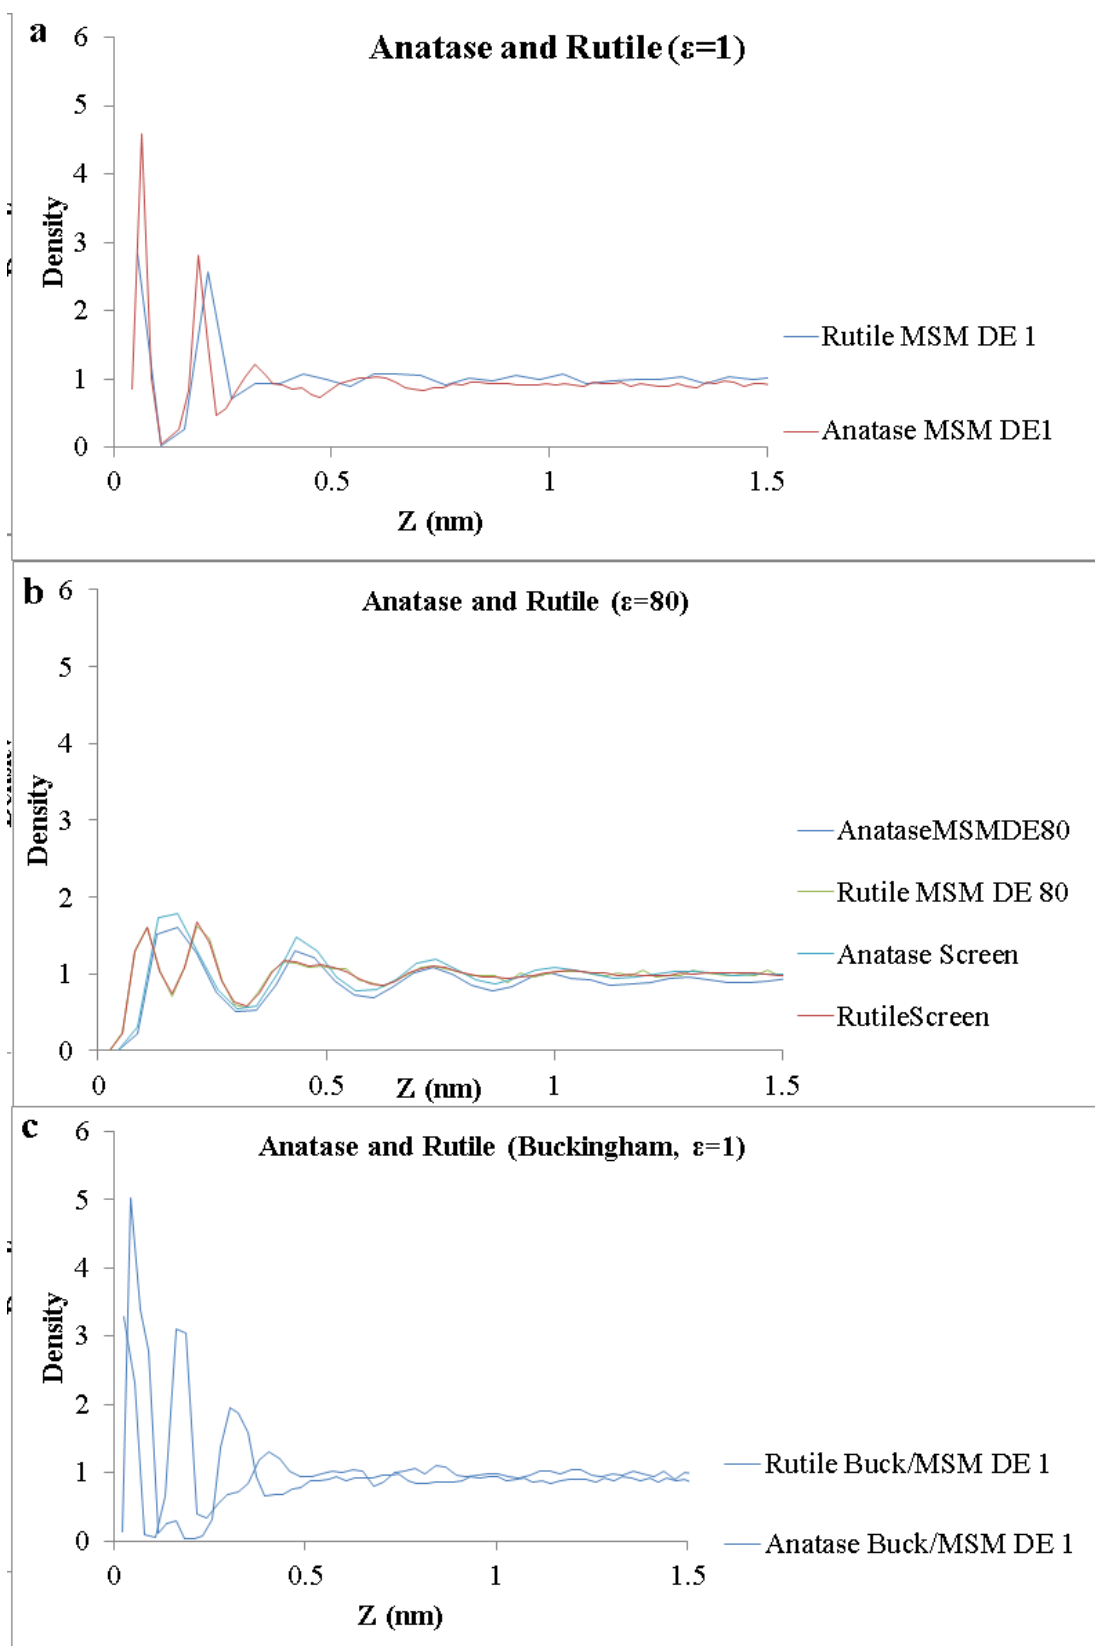 a
Anatase and Rutile (ε=1)
6
5
4
3
2
1
0
Density
0
0.5
1
1.5
Z (nm)
Rutile MSM DE 1
Anatase MSM DE1
b
Anatase and Rutile (ε=80)
6
5
4
3
2
1
0
Density
0
0.5
1
1.5
Z (nm)
AnataseMSMDE80
Rutile MSM DE 80
Anatase Screen
RutileScreen
c
Anatase and Rutile (Buckingham, ε=1)
6
5
4
3
2
1
0
Density
0
0.5
1
1.5
Z (nm)
Rutile Buck/MSM DE 1
Anatase Buck/MSM DE 1